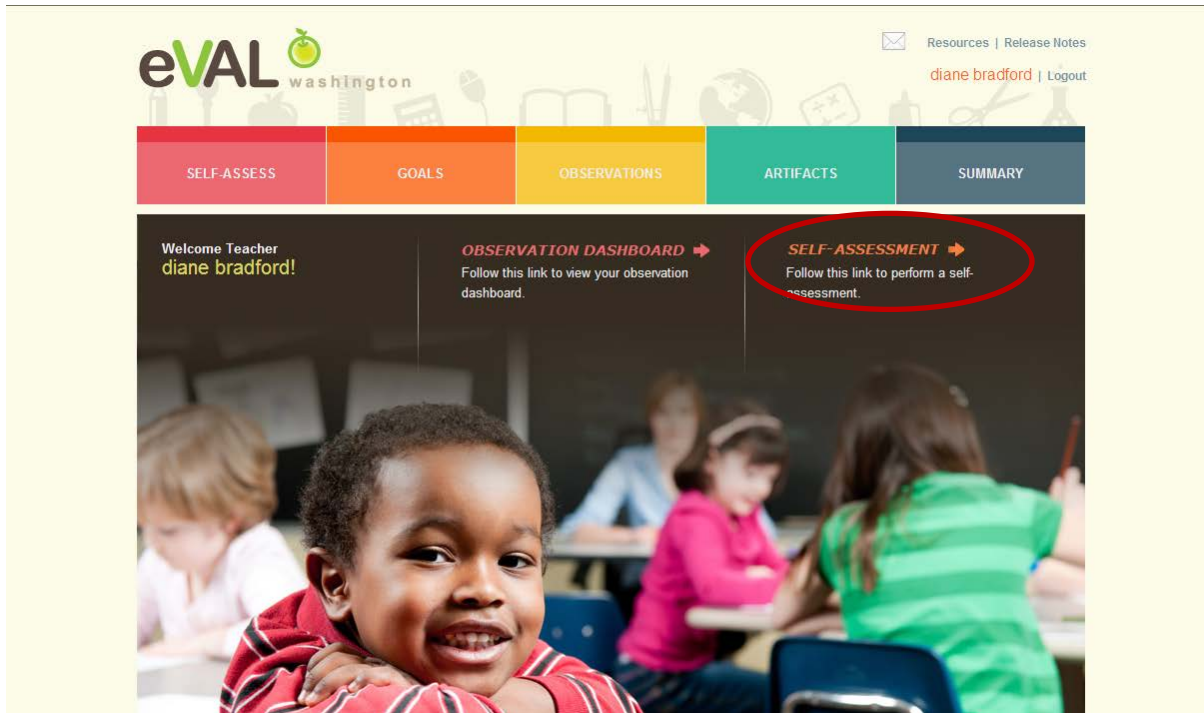 eVAL
washington
Resources | Release Notes
diane bradford | Logout
SELF-ASSESS
GOALS
OBSERVATIONS
ARTIFACTS
SUMMARY
Welcome Teacher
diane bradford!
OBSERVATION DASHBOARD
Follow this link to view your observation
dashboard.
SELF-ASSESSMENT
Follow this link to perform a self-
assessment.